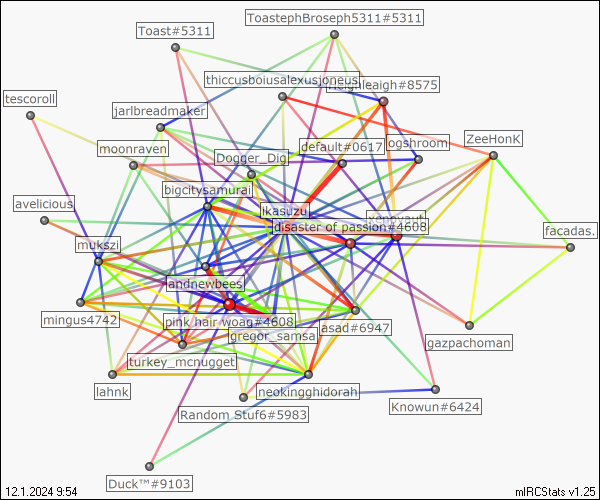 ToastephBroseph5311#5311
Toast#5311
thiccusboiusalexusjoneus
Heighleaigh#8575
tescoroll
jarlbreadmaker
moonraven
Dogger_Dig
default#0617
ogshroom
ZeeHonK
bigcitysamurai
avelicious
ikasuzu
disaster of passion#4608
facadas.
mukszi
landnewbees
mingus4742
pink hair woag#4608
asad#6947
gregor_samsa
gazpachoman
turkey_mcnugget
lahnk
neokingghidorah
Random Stuf6#5983
Knowun#6424
Duck™#9103
12.1.2024 9:54
mIRCStats v1.25